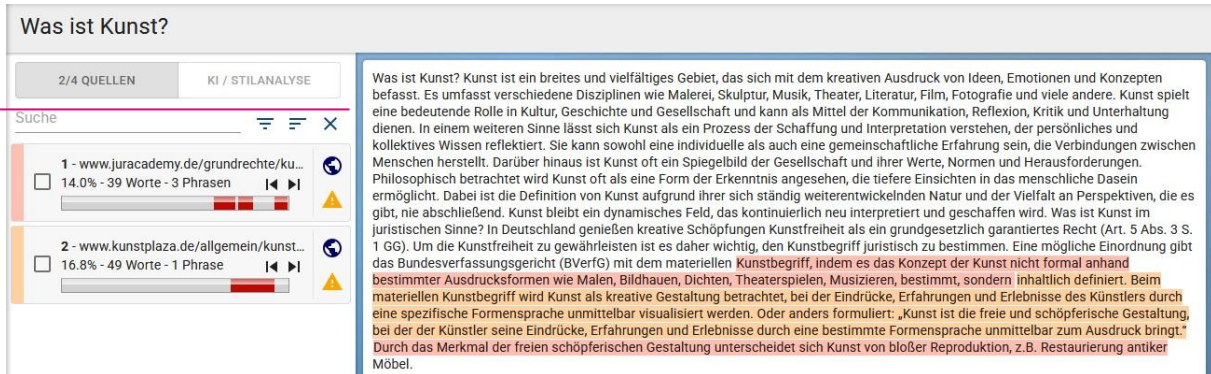 Was ist Kunst?
2/4 QUELLEN
KI / STILANALYSE
Suche
1 - www.juracademy.de/grundrechte/ku...
14.0% - 39 Worte - 3 Phrasen
2 - www.kunstplaza.de/allgemein/kunst...
16.8% - 49 Worte - 1 Phrase
Was ist Kunst? Kunst ist ein breites und vielfältiges Gebiet, das sich mit dem kreativen Ausdruck von Ideen, Emotionen und Konzepten
befasst. Es umfasst verschiedene Disziplinen wie Malerei, Skulptur, Musik, Theater, Literatur, Film, Fotografie und viele andere. Kunst spielt
eine bedeutende Rolle in Kultur, Geschichte und Gesellschaft und kann als Mittel der Kommunikation, Reflexion, Kritik und Unterhaltung
dienen. In einem weiteren Sinne lässt sich Kunst als ein Prozess der Schaffung und Interpretation verstehen, der persönliches und
kollektives Wissen reflektiert. Sie kann sowohl eine individuelle als auch eine gemeinschaftliche Erfahrung sein, die Verbindungen zwischen
Menschen herstellt. Darüber hinaus ist Kunst oft ein Spiegelbild der Gesellschaft und ihrer Werte, Normen und Herausforderungen.
Philosophisch betrachtet wird Kunst oft als eine Form der Erkenntnis angesehen, die tiefere Einsichten in das menschliche Dasein
ermöglicht. Dabei ist die Definition von Kunst aufgrund ihrer sich ständig weiterentwickelnden Natur und der Vielfalt an Perspektiven, die es
gibt, nie abschließend. Kunst bleibt ein dynamisches Feld, das kontinuierlich neu interpretiert und geschaffen wird. Was ist Kunst im
juristischen Sinne? In Deutschland genießen kreative Schöpfungen Kunstfreiheit als ein grundgesetzlich garantiertes Recht (Art. 5 Abs. 3 S.
1 GG). Um die Kunstfreiheit zu gewährleisten ist es daher wichtig, den Kunstbegriff juristisch zu bestimmen. Eine mögliche Einordnung gibt
das Bundesverfassungsgericht (BVerfG) mit dem materiellen Kunstbegriff, indem es das Konzept der Kunst nicht formal anhand
bestimmter Ausdrucksformen wie Malen, Bildhauen, Dichten, Theaterspielen, Musizieren, bestimmt, sondern inhaltlich definiert. Beim
materiellen Kunstbegriff wird Kunst als kreative Gestaltung betrachtet, bei der Eindrücke, Erfahrungen und Erlebnisse des Künstlers durch
eine spezifische Formensprache unmittelbar visualisiert werden. Oder anders formuliert: „Kunst ist die freie und schöpferische Gestaltung,
bei der der Künstler seine Eindrücke, Erfahrungen und Erlebnisse durch eine bestimmte Formensprache unmittelbar zum Ausdruck bringt.“
Durch das Merkmal der freien schöpferischen Gestaltung unterscheidet sich Kunst von bloßer Reproduktion, z.B. Restaurierung antiker
Möbel.